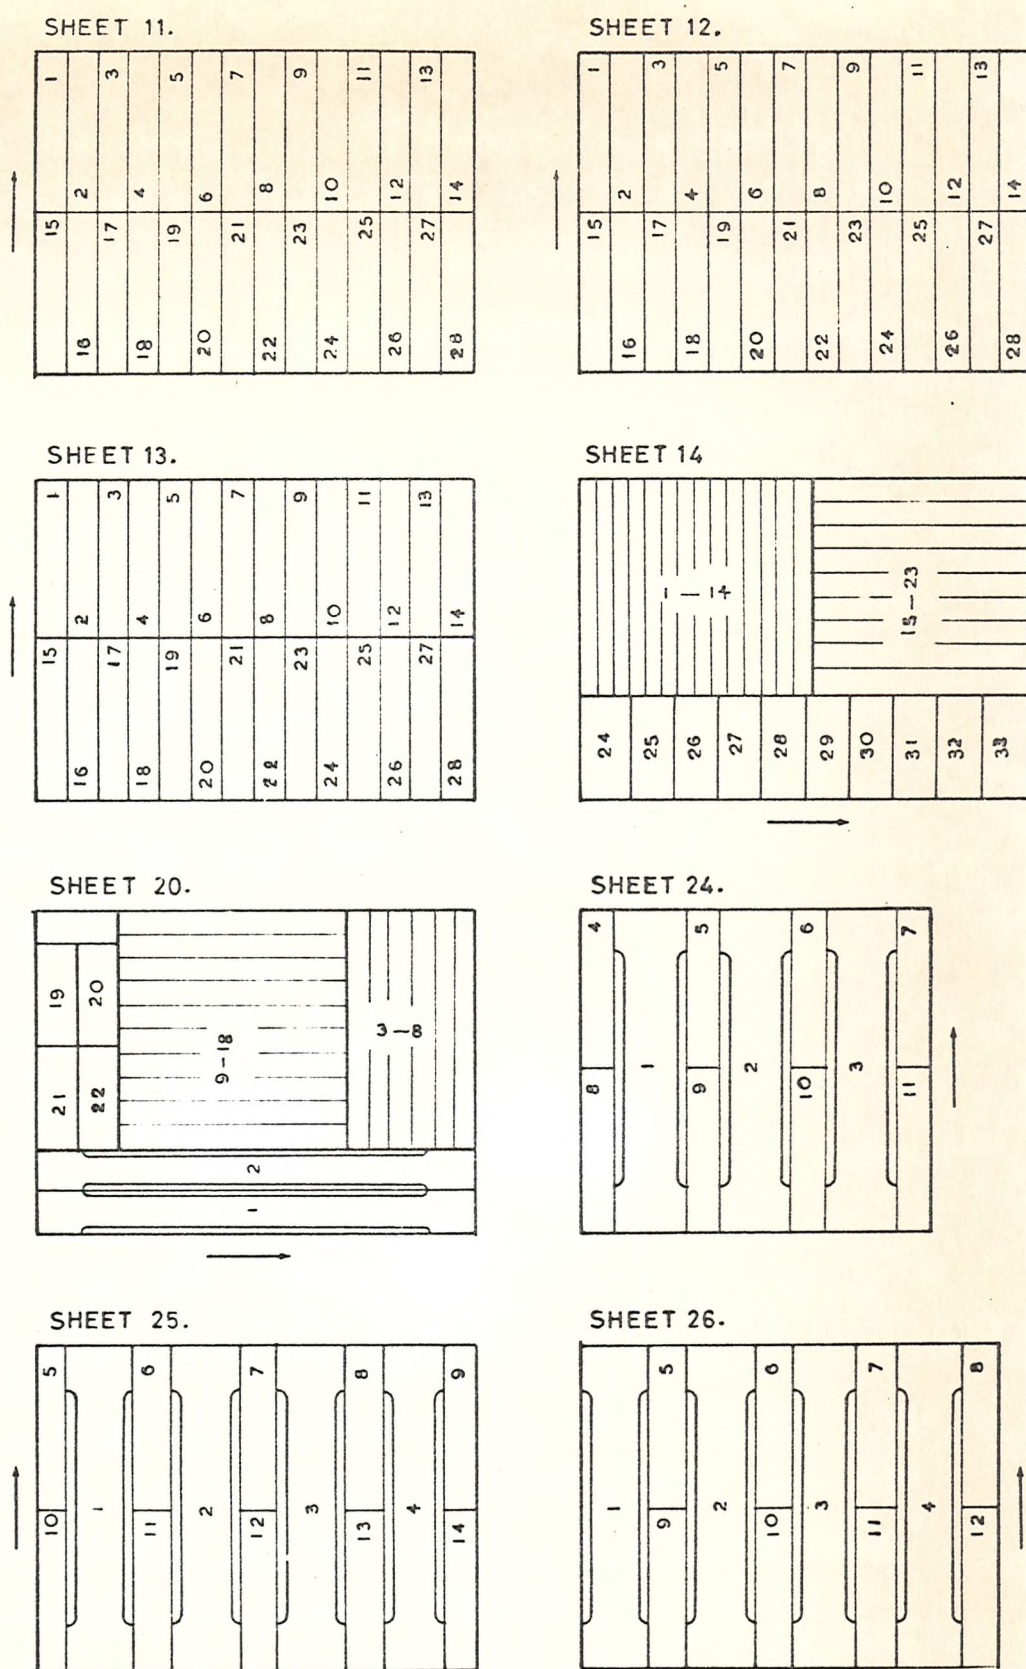 SHEET 11.
1 3 5 7 9 11 13
2 4 6 8 10 12 14
15 17 19 21 23 25 27
16 18 20 22 24 26 28
SHEET 12.
1 3 5 7 9 11 13
2 4 6 8 10 12 14
15 17 19 21 23 25 27
16 18 20 22 24 26 28
SHEET 13.
1 3 5 7 9 11 13
2 4 6 8 10 12 14
15 17 19 21 23 25 27
16 18 20 22 24 26 28
SHEET 14
1 — 14
15 — 23
24 25 26 27 28 29 30 31 32 33
SHEET 20.
19
20
21
22
9 — 18
3 — 8
2
1
SHEET 24.
4 5 6 7
1 2 3
8 9 10 11
SHEET 25.
5 6 7 8 9
1 2 3 4
10 11 12 13 14
SHEET 26.
5 6 7 8
1 2 3 4
9 10 11 12